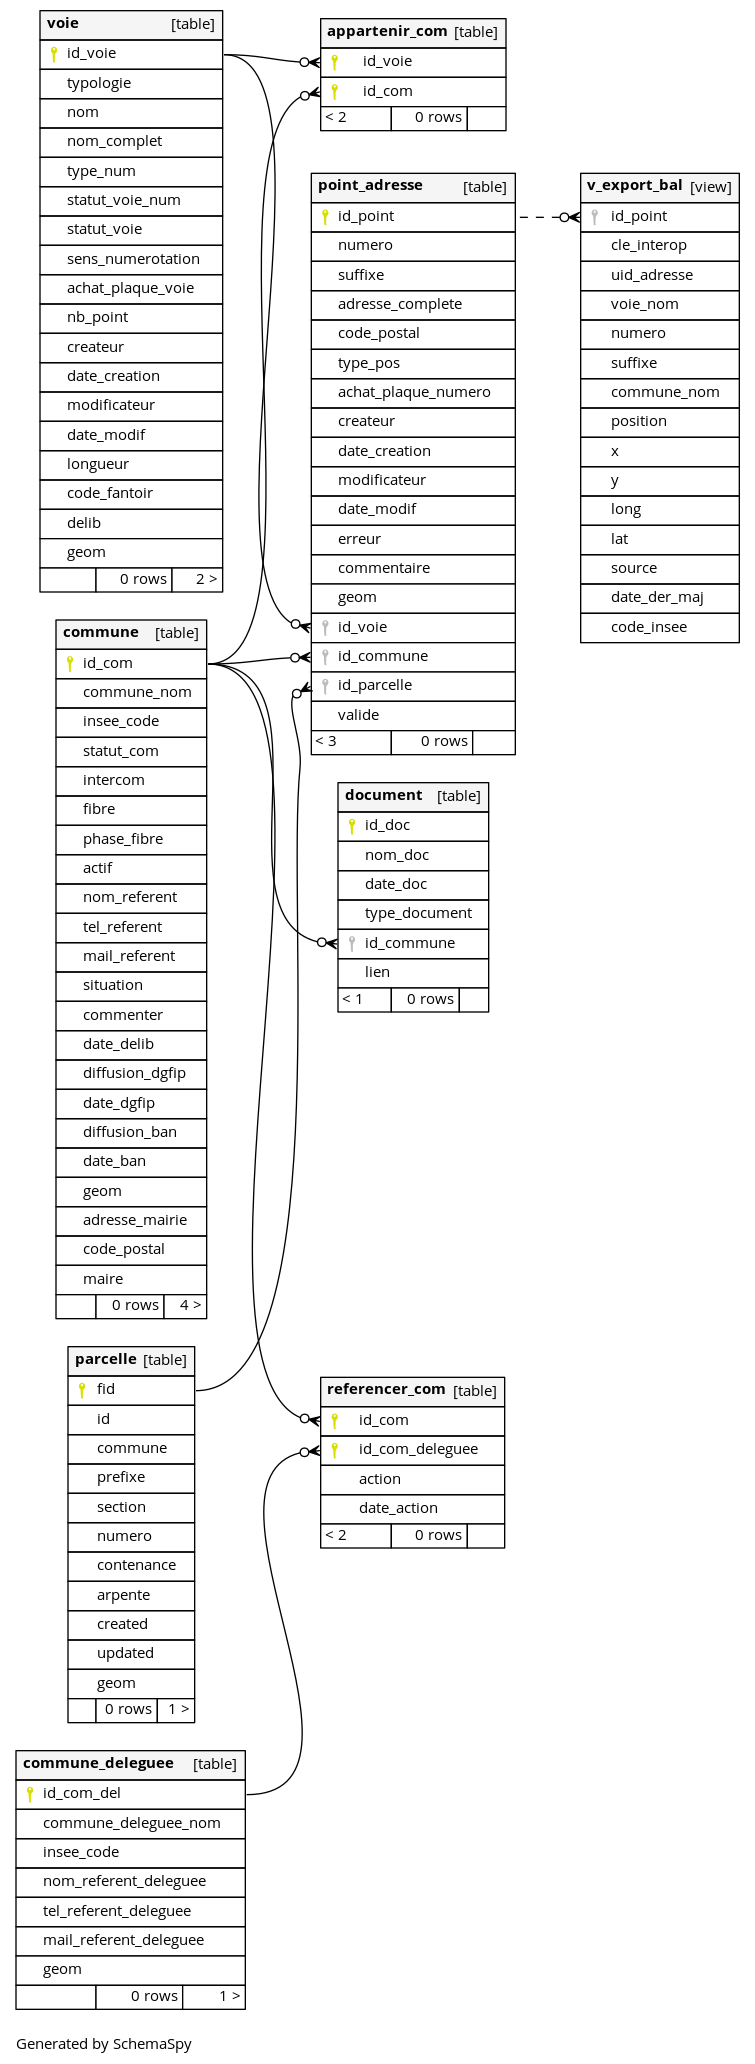 voie [table]
id_voie
typologie
nom
nom_complet
type_num
statut_voie_num
statut_voie
sens_numerotation
achat_plaque_voie
nb_point
createur
date_creation
modificateur
date_modif
longueur
code_fantoir
delib
geom
0 rows 2 >
appartenir_com [table]
id_voie
id_com
< 2 0 rows
point_adresse [table]
id_point
numero
suffixe
adresse_complete
code_postal
type_pos
achat_plaque_numero
createur
date_creation
modificateur
date_modif
erreur
commentaire
geom
id_voie
id_commune
id_parcelle
valide
< 3 0 rows
v_export_bal [view]
id_point
cle_interop
uid_adresse
voie_nom
numero
suffixe
commune_nom
position
x
y
long
lat
source
date_der_maj
code_insee
commune [table]
id_com
commune_nom
insee_code
statut_com
intercom
fibre
phase_fibre
actif
nom_referent
tel_referent
mail_referent
situation
commenter
date_delib
diffusion_dgfip
date_dgfip
diffusion_ban
date_ban
geom
adresse_mairie
code_postal
maire
0 rows 4 >
document [table]
id_doc
nom_doc
date_doc
type_document
id_commune
lien
< 1 0 rows
parcelle [table]
fid
id
commune
prefixe
section
numero
contenance
arpente
created
updated
geom
0 rows 1 >
referencer_com [table]
id_com
id_com_deleguee
action
date_action
< 2 0 rows
commune_deleguee [table]
id_com_del
commune_deleguee_nom
insee_code
nom_referent_deleguee
tel_referent_deleguee
mail_referent_deleguee
geom
0 rows 1 >
Generated by SchemaSpy